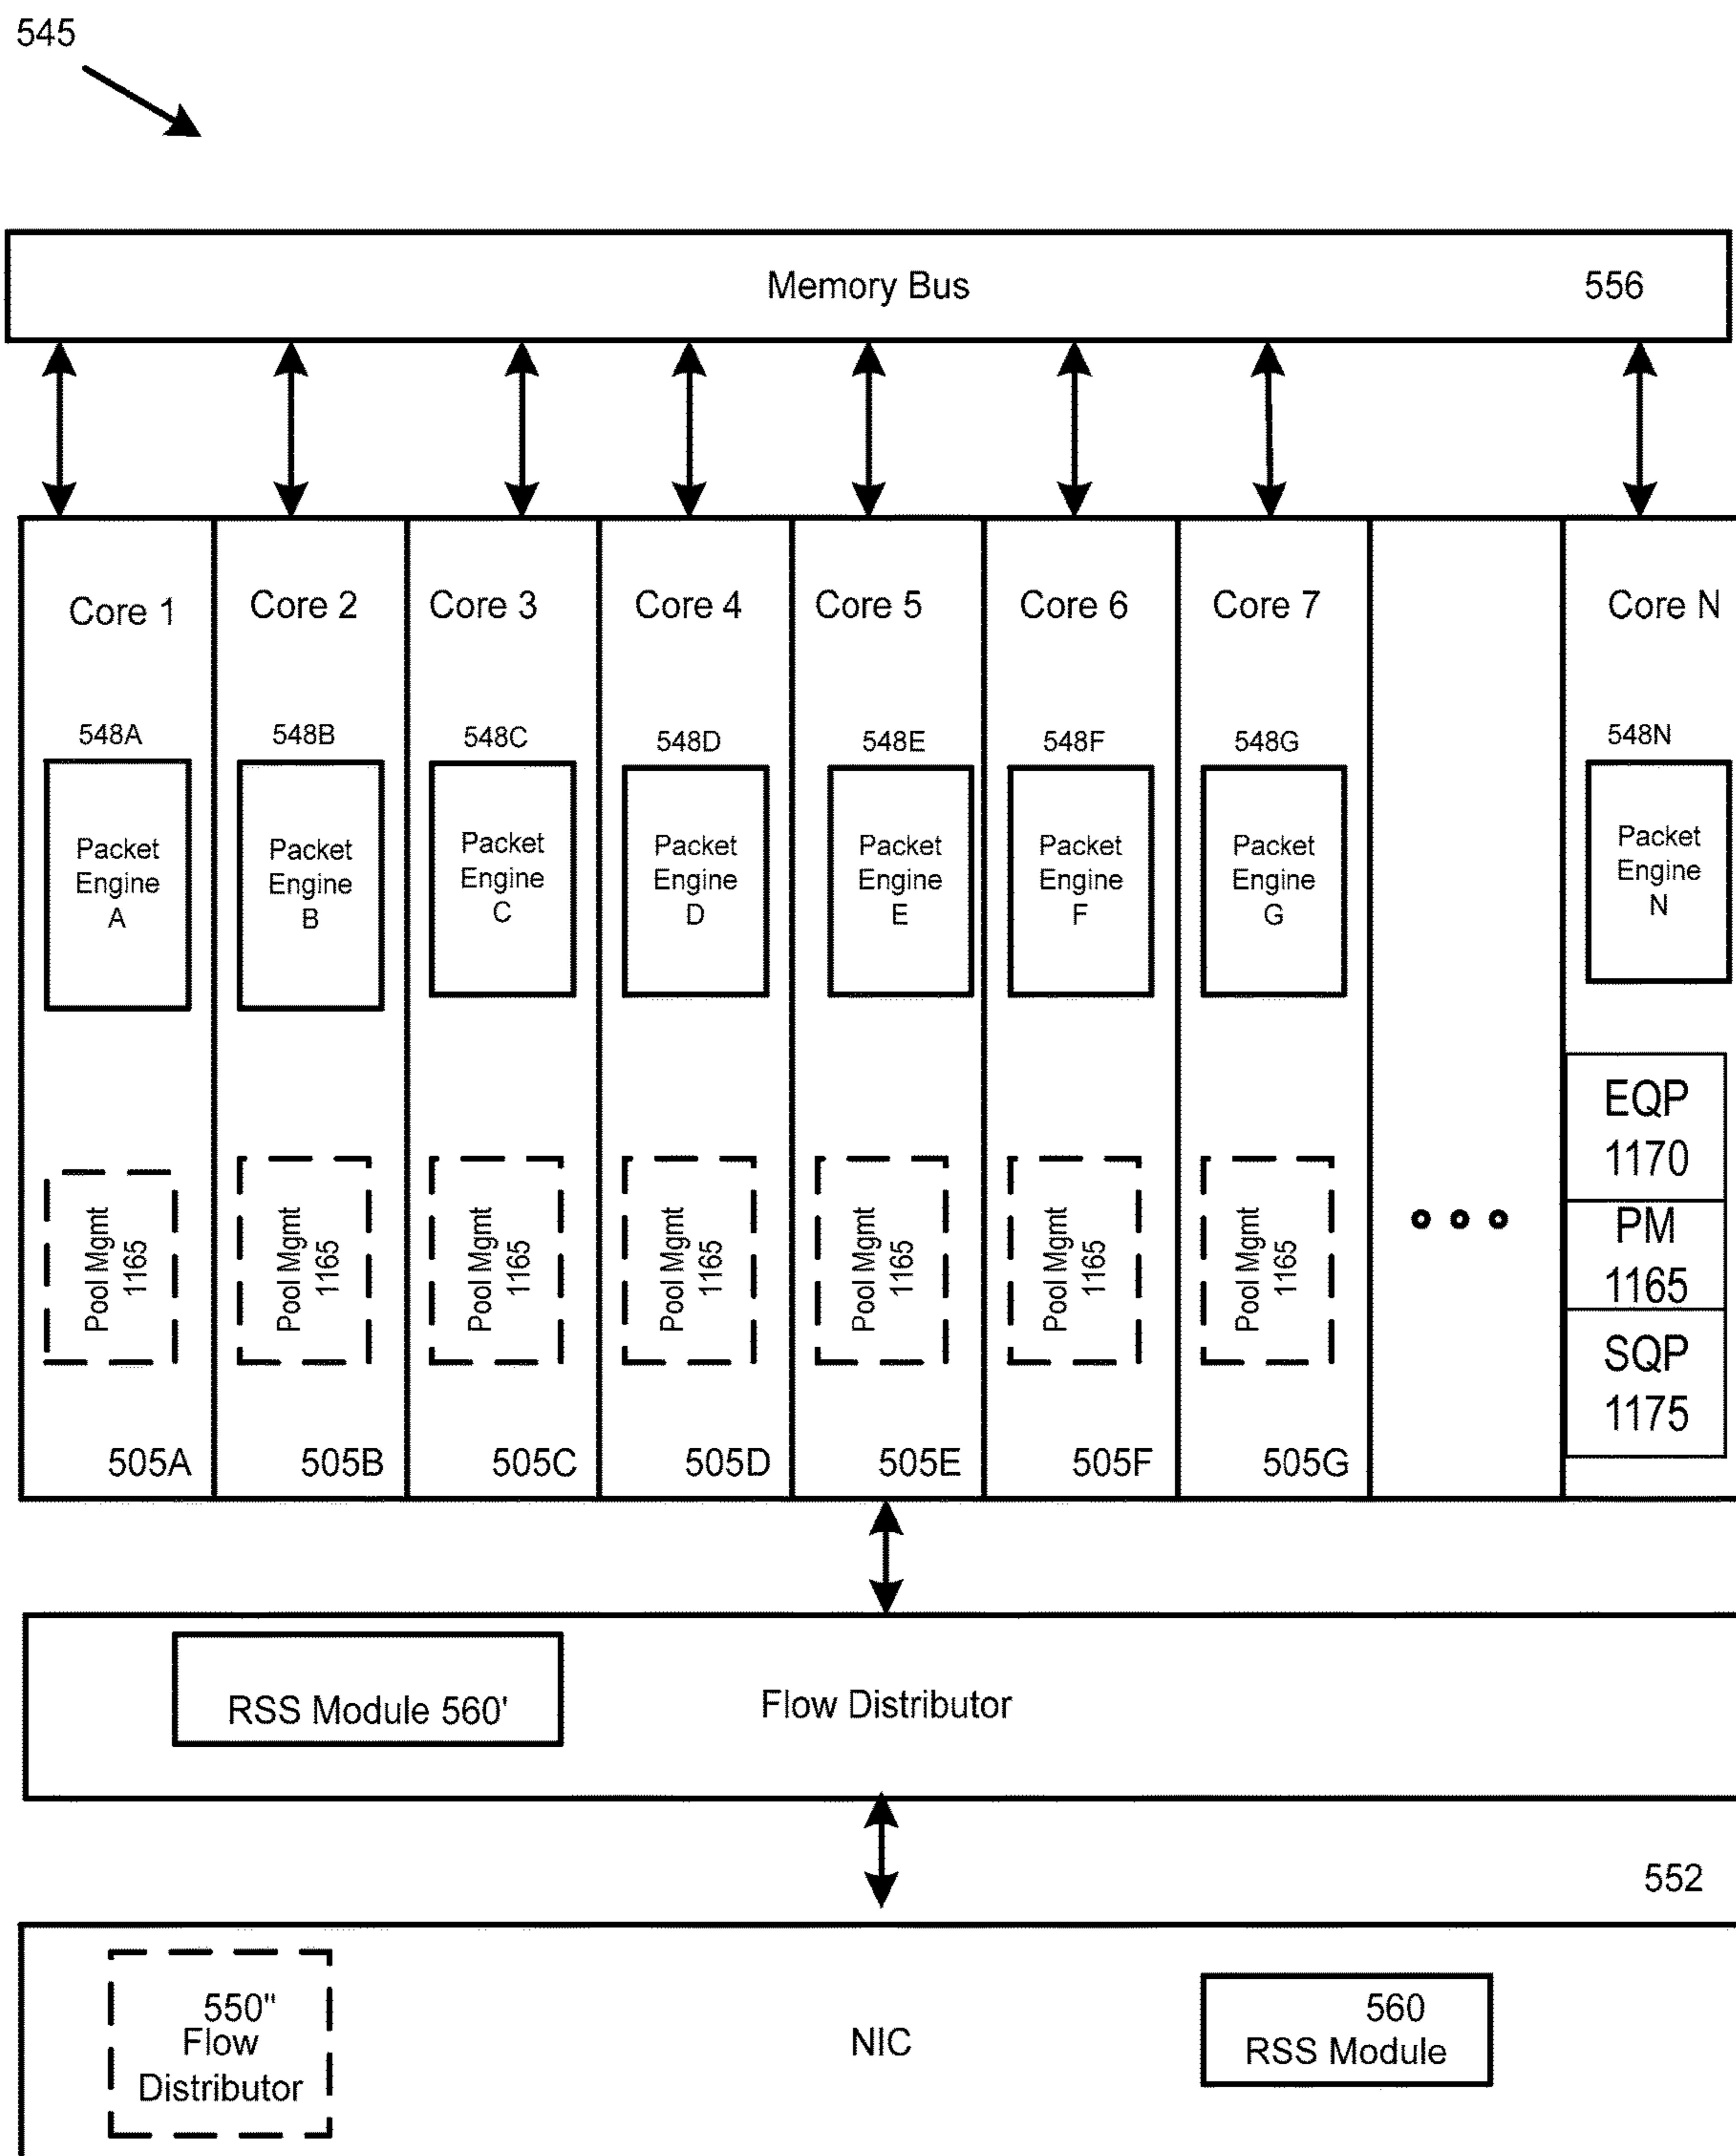 545
Memory Bus 556
Core 1 Core 2 Core 3 Core 4 Core 5 Core 6 Core 7 Core N
548A 548B 548C 548D 548E 548F 548G 548N
Packet
Engine
A
Packet
Engine
B
Packet
Engine
C
Packet
Engine
D
Packet
Engine
E
Packet
Engine
F
Packet
Engine
G
Packet
Engine
N
Pool Mgmt
1165
Pool Mgmt
1165
Pool Mgmt
1165
Pool Mgmt
1165
Pool Mgmt
1165
Pool Mgmt
1165
Pool Mgmt
1165
EQP
1170
PM
1165
SQP
1175
505A 505B 505C 505D 505E 505F 505G
RSS Module 560'
Flow Distributor
552
550"
Flow
Distributor
NIC
560
RSS Module